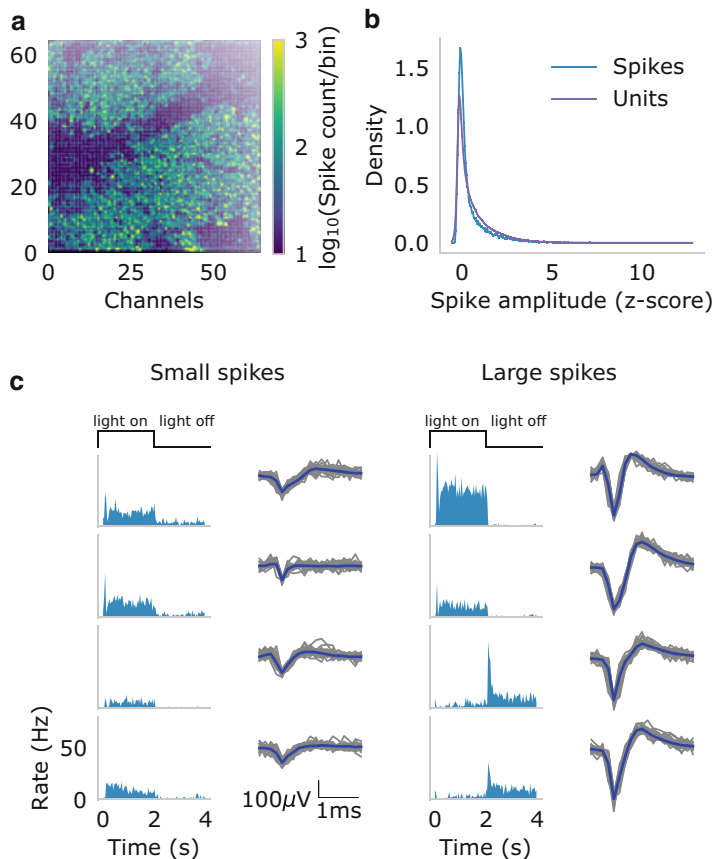 a
60
40
20
0
0
25
50
Channels
3
2
1
log10(Spike count/bin)
b
1.5
1.0
0.5
0.0
Density
0
5
10
Spike amplitude (z-score)
Spikes
Units
c
Small spikes
Large spikes
light on light off
light on light off
50
0
Rate (Hz)
0 2 4
Time (s)
100μV
1ms
0 2 4
Time (s)